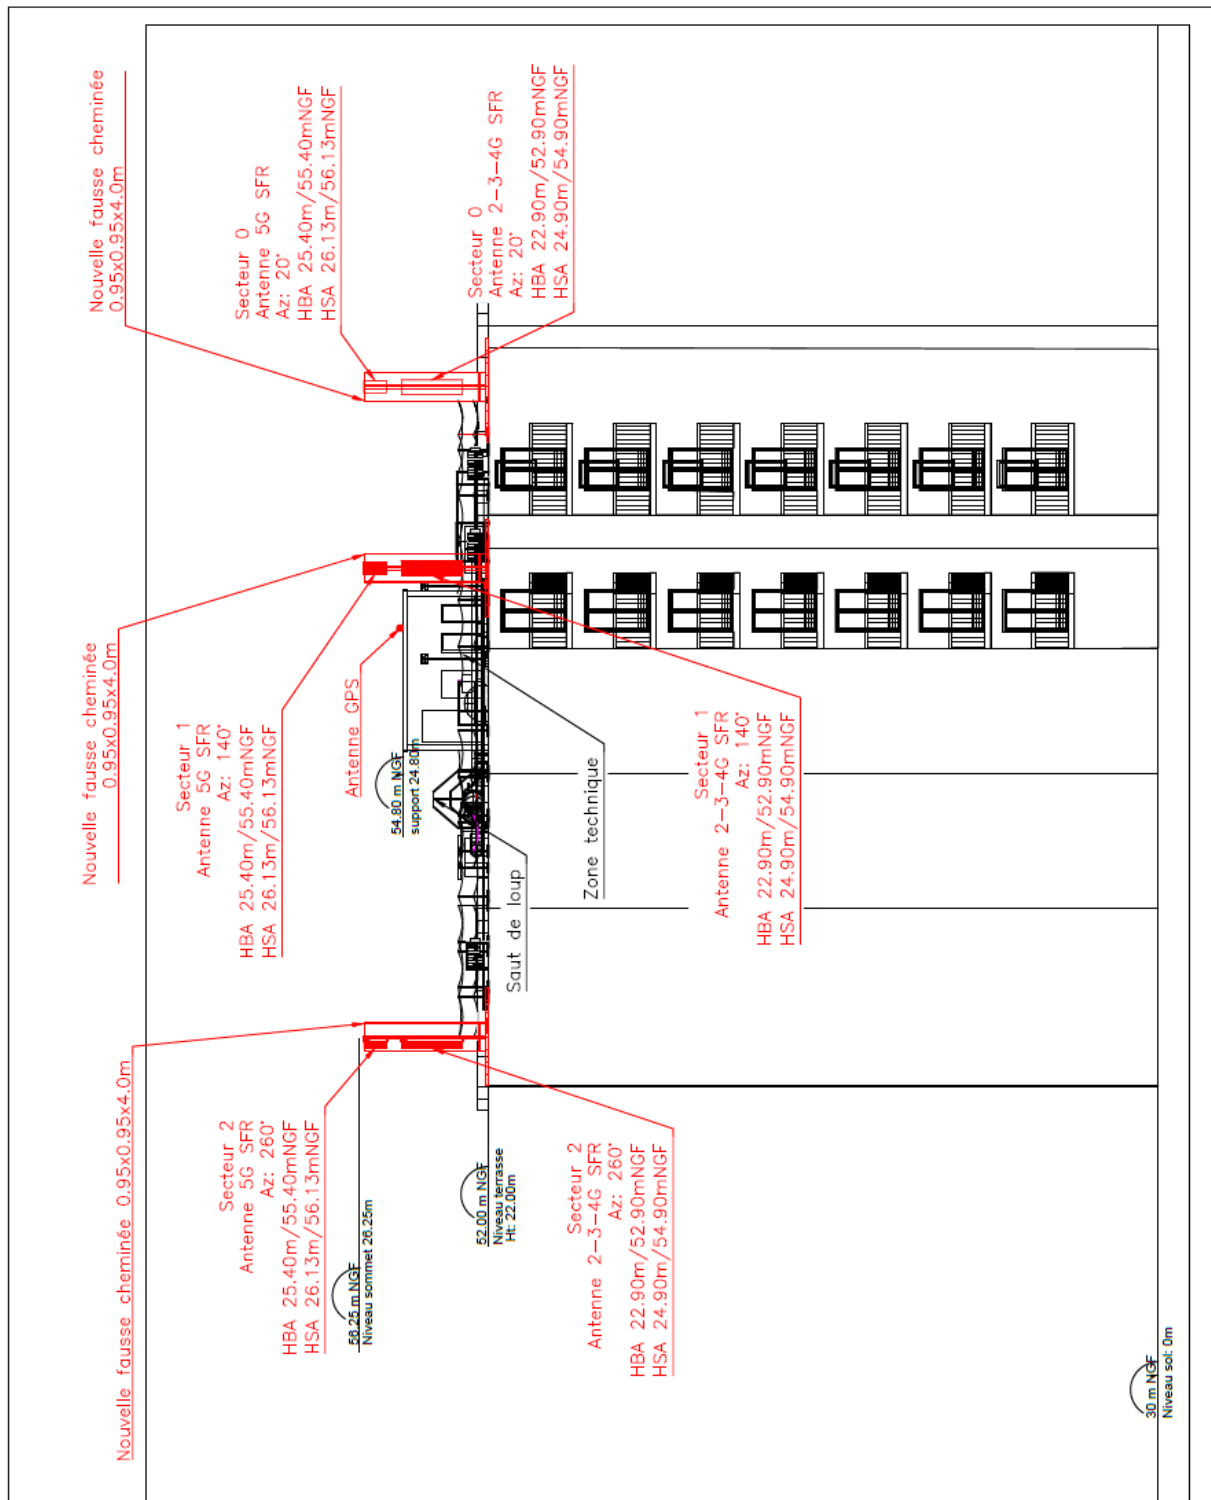 Nouvelle fausse cheminée 0.95x0.95x4.0m
Secteur 2
Antenne 5G SFR
Az: 260°
HBA 25.40m/55.40mNGF
HSA 26.13m/56.13mNGF
56.25 m NGF
Niveau sommet 26.25m
52.00 m NGF
Niveau terrasse
Ht: 22.00m
Secteur 2
Antenne 2-3-4G SFR
Az: 260°
HBA 22.90m/52.90mNGF
HSA 24.90m/54.90mNGF
30 m NGF
Niveau sol: 0m
Nouvelle fausse cheminée
0.95x0.95x4.0m
Secteur 1
Antenne 5G SFR
Az: 140°
HBA 25.40m/55.40mNGF
HSA 26.13m/56.13mNGF
Antenne GPS
54.80 m NGF
support 24.80m
Saut de loup
Zone technique
Secteur 1
Antenne 2-3-4G SFR
Az: 140°
HBA 22.90m/52.90mNGF
HSA 24.90m/54.90mNGF
Nouvelle fausse cheminée
0.95x0.95x4.0m
Secteur 0
Antenne 5G SFR
Az: 20°
HBA 25.40m/55.40mNGF
HSA 26.13m/56.13mNGF
Secteur 0
Antenne 2-3-4G SFR
Az: 20°
HBA 22.90m/52.90mNGF
HSA 24.90m/54.90mNGF